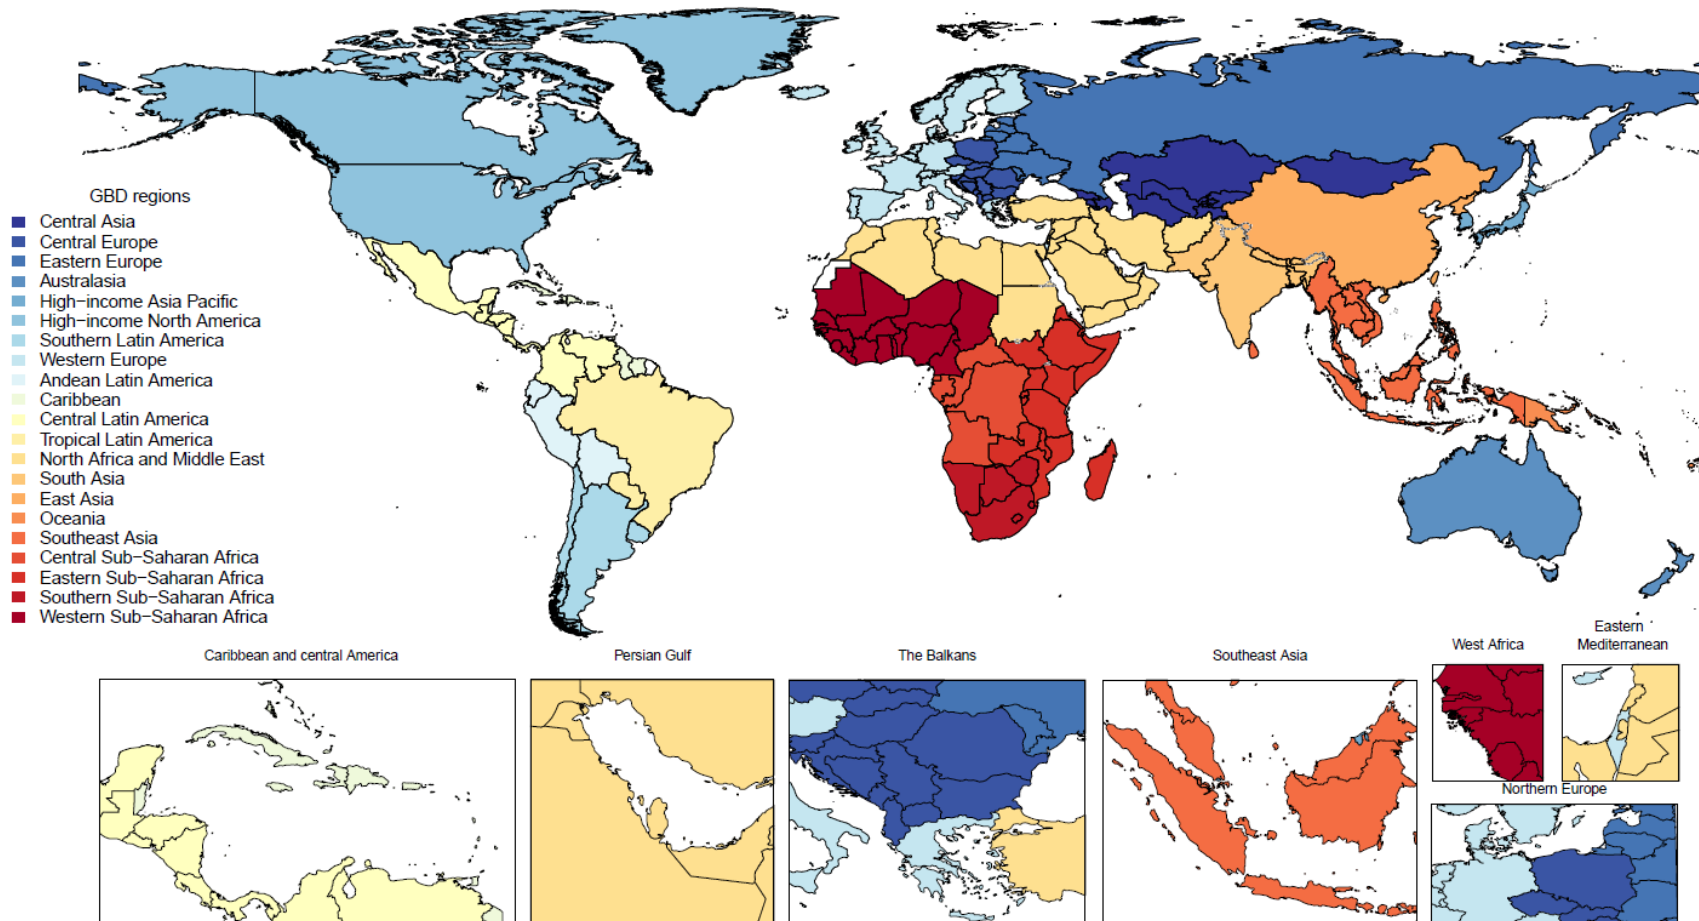 GBD regions
Central Asia
Central Europe
Eastern Europe
Australasia
High-income Asia Pacific
High-income North America
Southern Latin America
Western Europe
Andean Latin America
Caribbean
Central Latin America
Tropical Latin America
North Africa and Middle East
South Asia
East Asia
Oceania
Southeast Asia
Central Sub-Saharan Africa
Eastern Sub-Saharan Africa
Southern Sub-Saharan Africa
Western Sub-Saharan Africa
Caribbean and central America
Persian Gulf
The Balkans
Southeast Asia
West Africa
Eastern
Mediterranean
Northern Europe